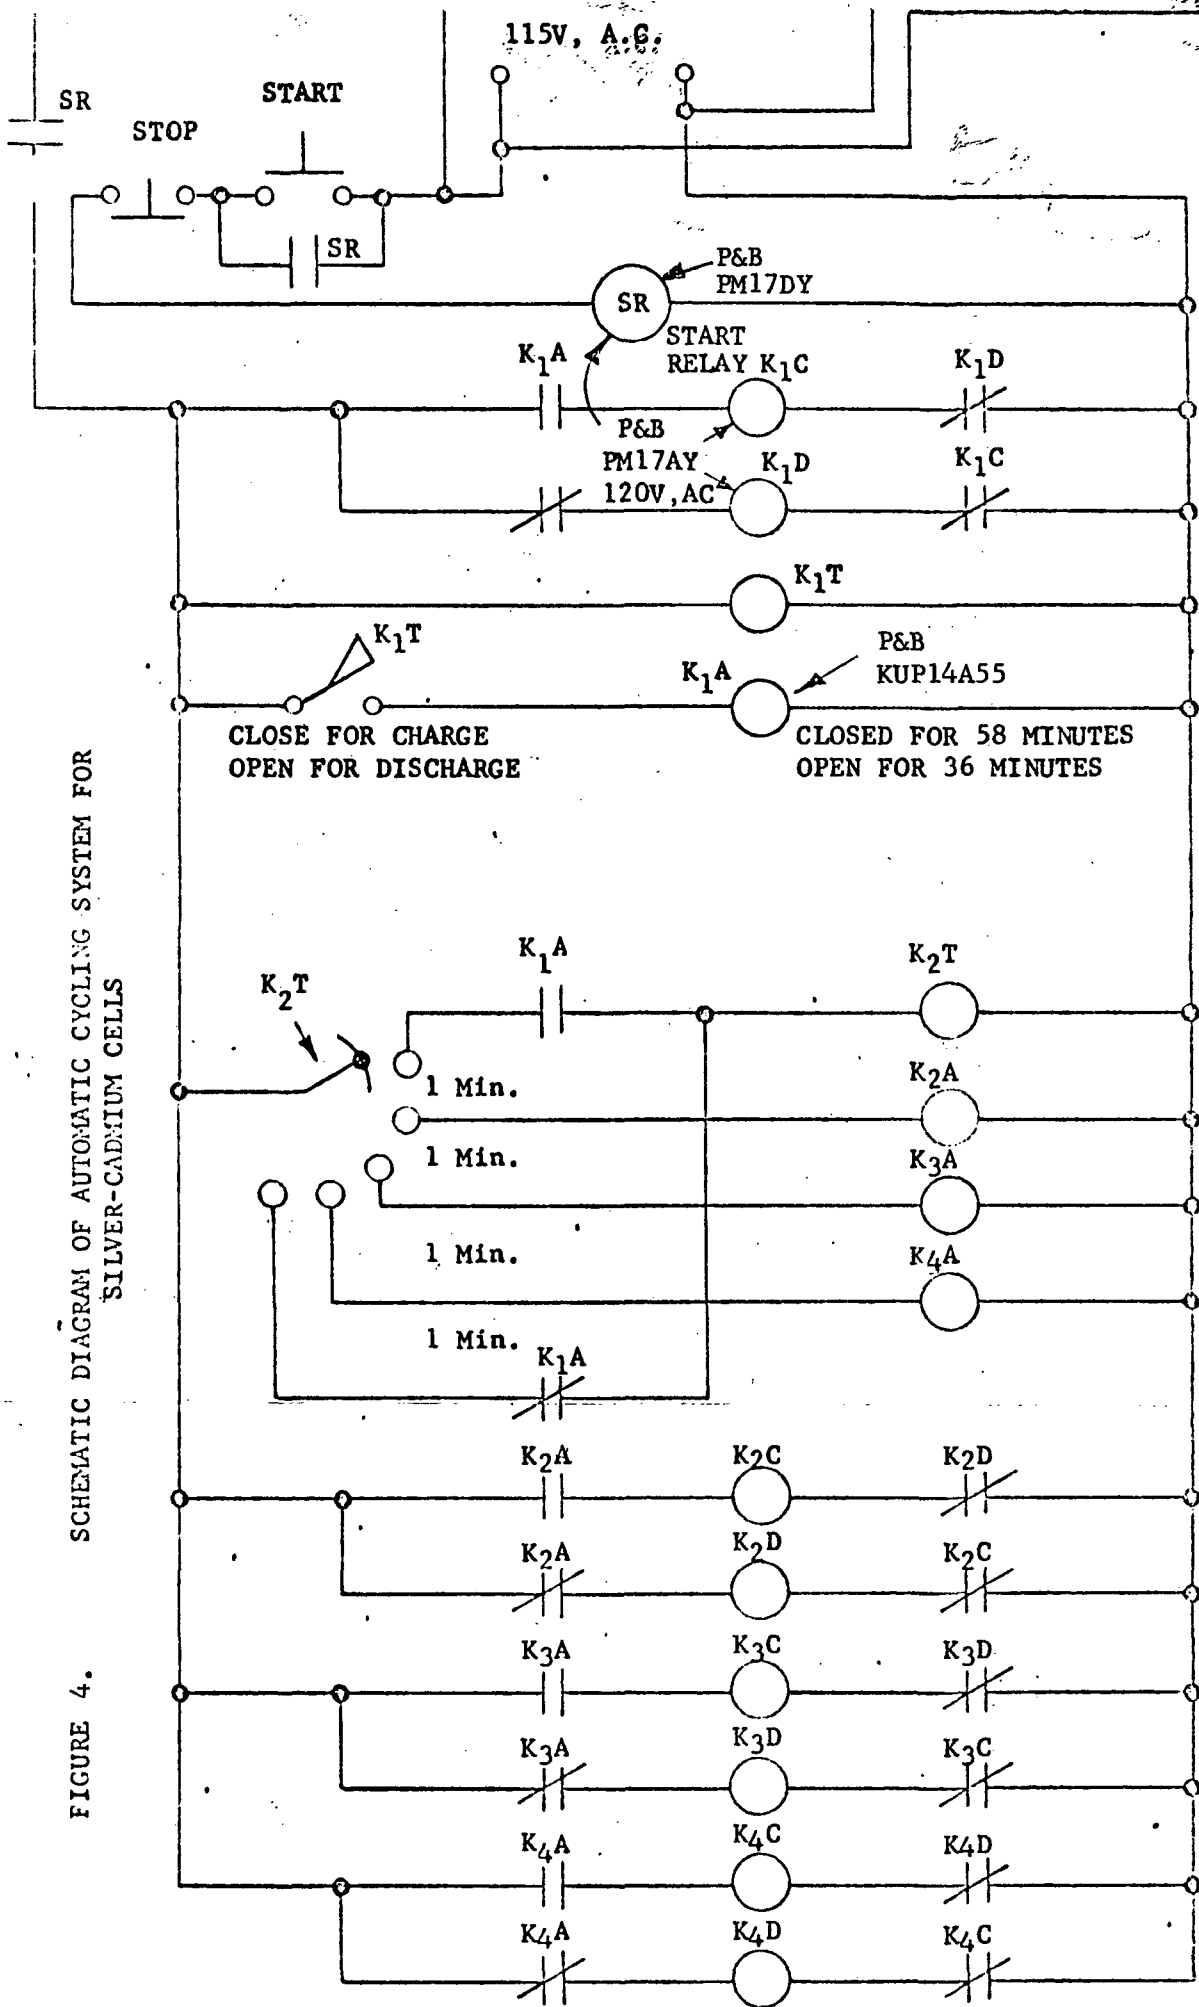 115V, A.C.
SR
START
STOP
SR
P&B
PM17DY
SR
START
RELAY
K1A
K1C
K1D
P&B
PM17AY
120V, AC
K1D
K1C
K1T
K1T
P&B
KUP14A55
K1A
CLOSE FOR CHARGE
OPEN FOR DISCHARGE
CLOSED FOR 58 MINUTES
OPEN FOR 36 MINUTES
K1A
K2T
K2T
1 Min.
K2A
1 Min.
K3A
1 Min.
K4A
1 Min.
K1A
K2A
K2C
K2D
K2A
K2D
K2C
K3A
K3C
K3D
K3A
K3D
K3C
K4A
K4C
K4D
K4A
K4D
K4C
FIGURE 4. SCHEMATIC DIAGRAM OF AUTOMATIC CYCLING SYSTEM FOR
SILVER-CADMIUM CELLS